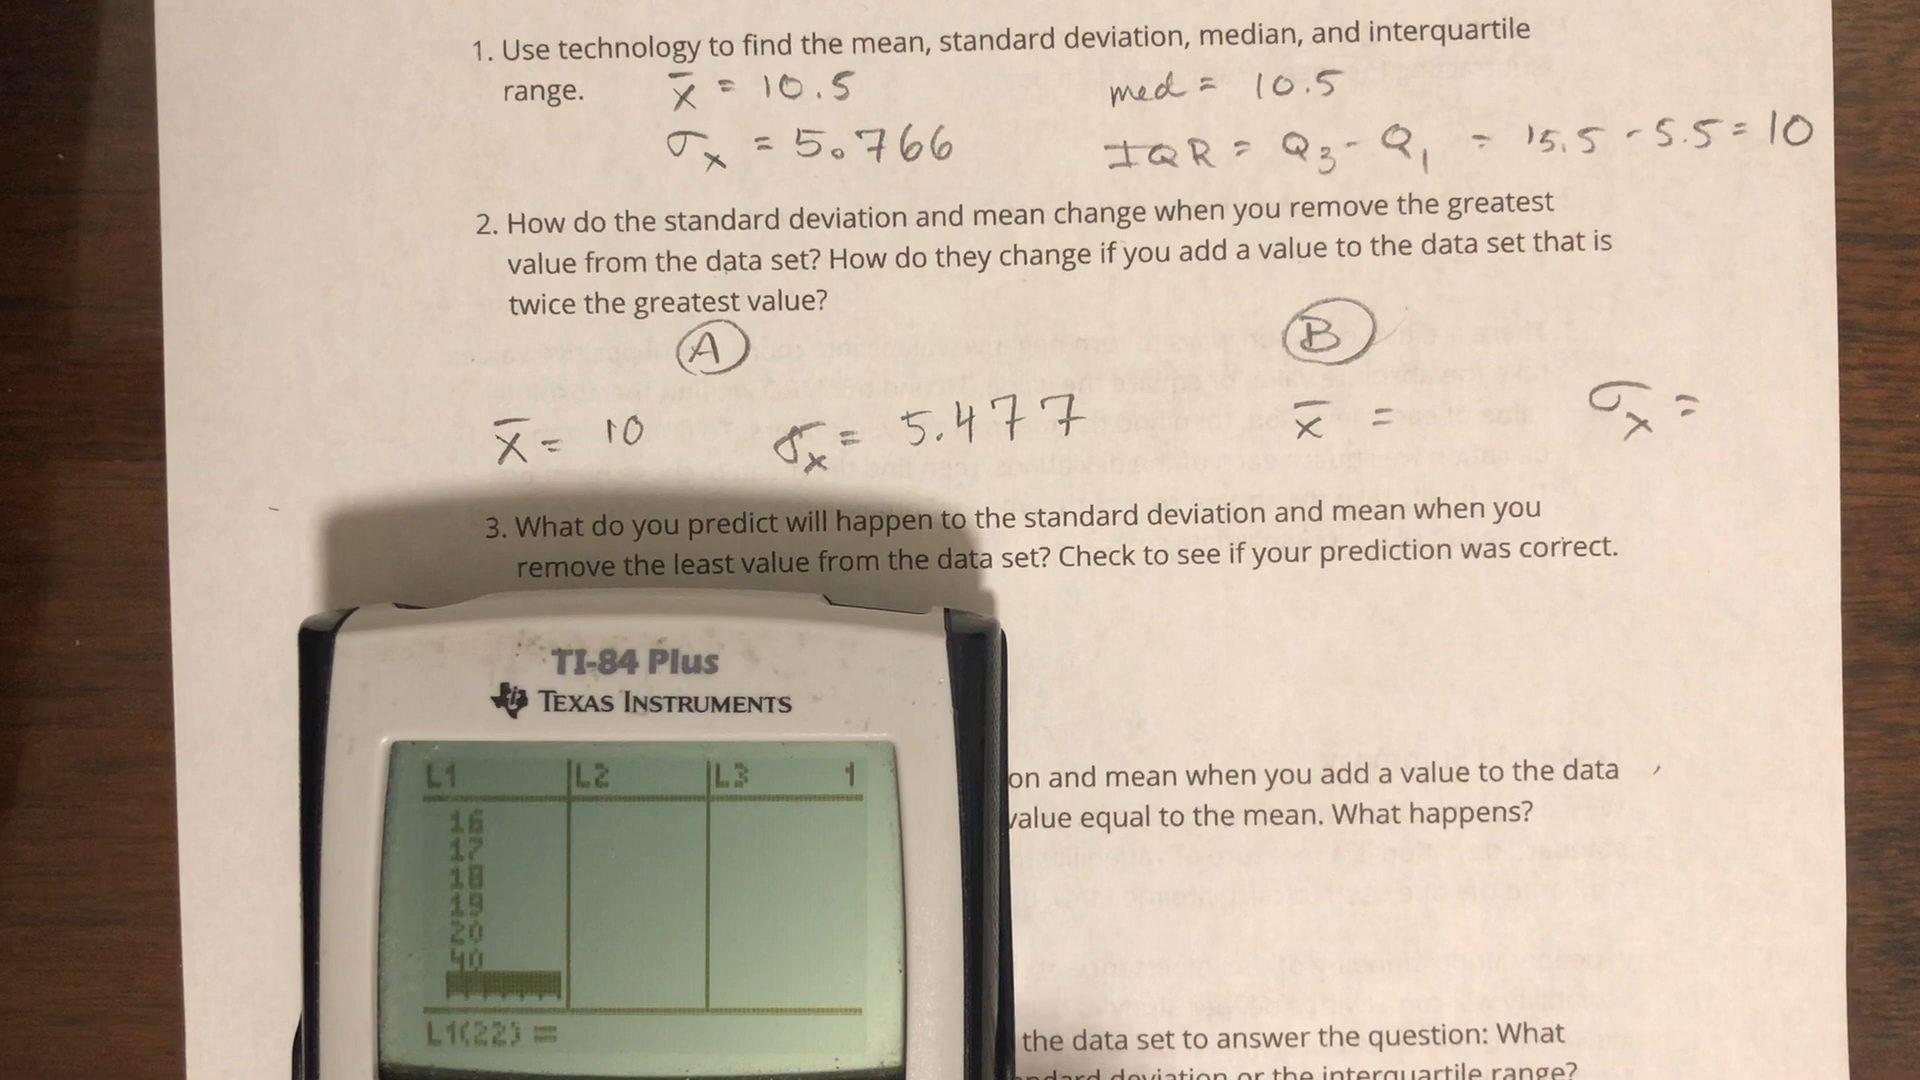 1. Use technology to find the mean, standard deviation, median, and interquartile
range. x̄ = 10.5 med = 10.5
σx = 5.766 IQR = Q3 - Q1 = 15.5 - 5.5 = 10
2. How do the standard deviation and mean change when you remove the greatest
value from the data set? How do they change if you add a value to the data set that is
twice the greatest value?
A B
x̄ = 10 σx = 5.477 x̄ = σx =
3. What do you predict will happen to the standard deviation and mean when you
remove the least value from the data set? Check to see if your prediction was correct.
TI-84 Plus
TEXAS INSTRUMENTS
L1 L2 L3 1
16
17
18
19
20
40
L1(22) =
on and mean when you add a value to the data
value equal to the mean. What happens?
the data set to answer the question: What
deviation or the interquartile range?